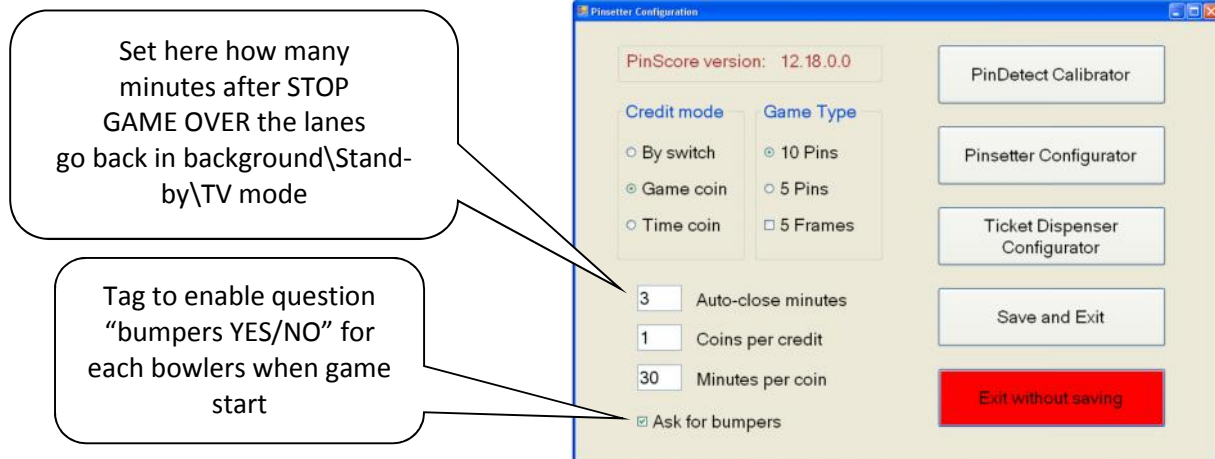 Set here how many
minutes after STOP
GAME OVER the lanes
go back in background\Stand-
by\TV mode
Tag to enable question
“bumpers YES/NO” for
each bowlers when game
start
Pinsetter Configuration
PinScore version: 12.18.0.0
Credit mode
By switch
Game coin
Time coin
Game Type
10 Pins
5 Pins
5 Frames
3 Auto-close minutes
1 Coins per credit
30 Minutes per coin
Ask for bumpers
PinDetect Calibrator
Pinsetter Configurator
Ticket Dispenser
Configurator
Save and Exit
Exit without saving